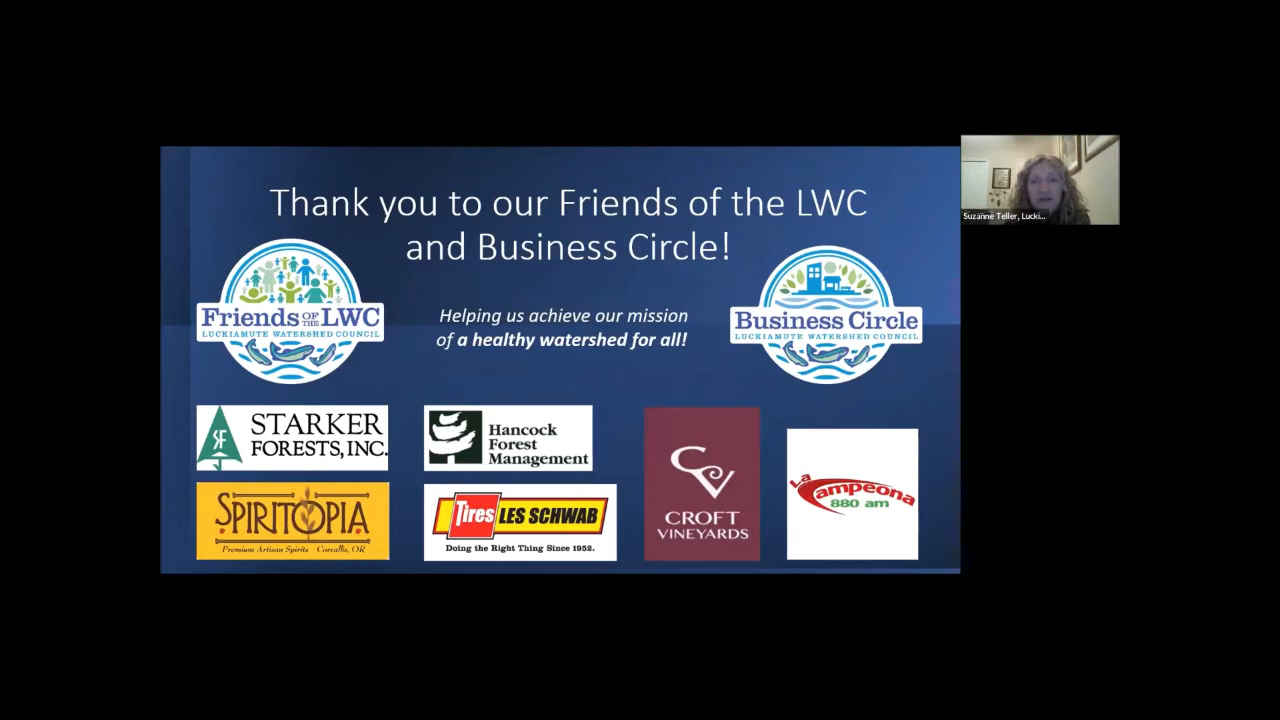 Thank you to our Friends of the LWC
and Business Circle!
Suzanne Teller, Lucki...
Friends OF THE LWC
LUCKIAMUTE WATERSHED COUNCIL
Helping us achieve our mission
of a healthy watershed for all!
Business Circle
LUCKIAMUTE WATERSHED COUNCIL
SF
STARKER
FORESTS, INC.
Hancock
Forest
Management
CV
CROFT
VINEYARDS
La Campeona
880 am
SPIRITOPIA
Premium Artisan Spirits Corvallis, OR
Tires LES SCHWAB
Doing the Right Thing Since 1952.